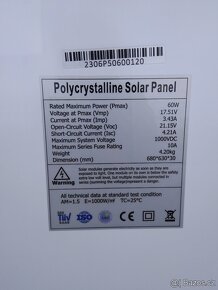 2306P50600120
Polycrystalline Solar Panel
Rated Maximum Power (Pmax) 60W
Voltage at Pmax (Vmp) 17.51V
Current at Pmax (Imp) 3.43A
Open-Circuit Voltage (Voc) 21.15V
Short-Circuit Current (Isc) 4.21A
Maximum System Voltage 1000VDC
Maximum Series Fuse Rating 10A
Weight 4.20kg
Dimension (mm) 680*630*30
WARNING
All technical data at standard test condition
AM=1.5 E=1000W/㎡ TC=25°C
ISO
CE